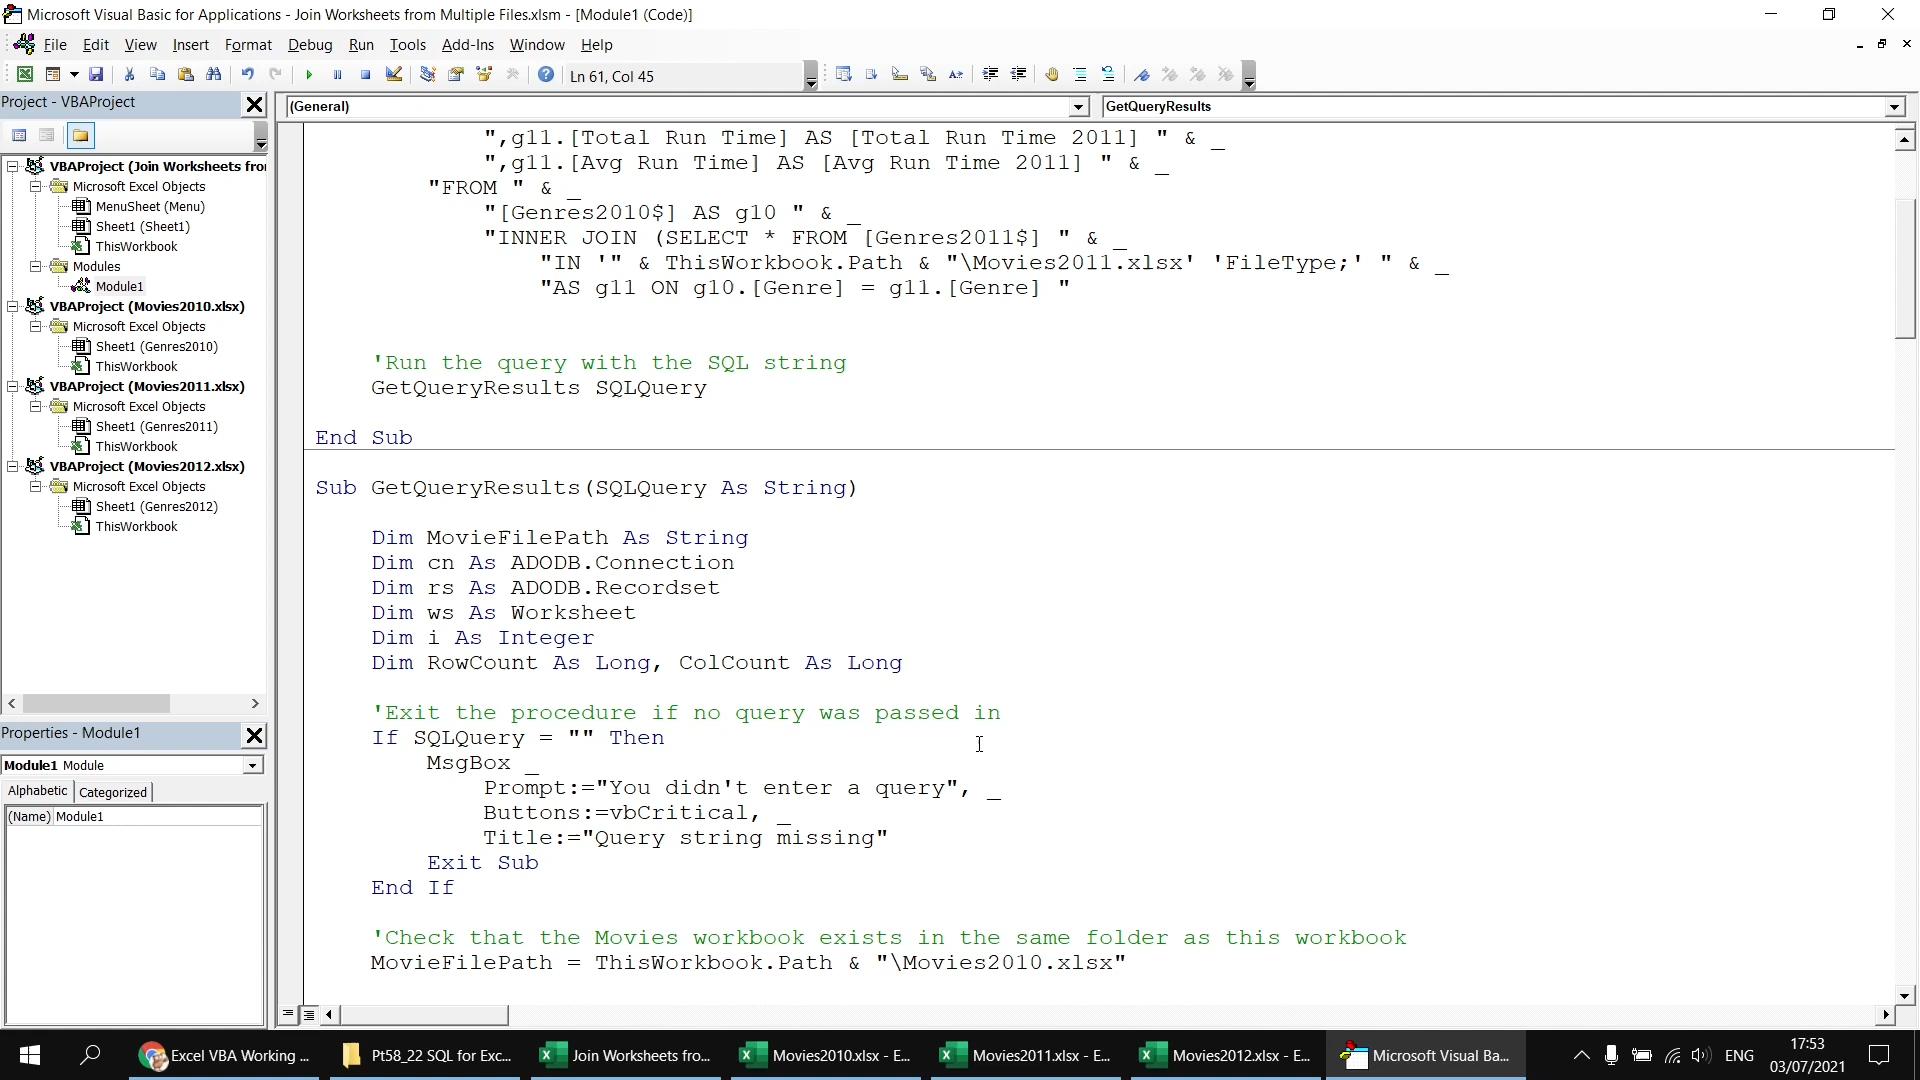 Microsoft Visual Basic for Applications - Join Worksheets from Multiple Files.xlsm - [Module1 (Code)]
File Edit View Insert Format Debug Run Tools Add-Ins Window Help
Ln 61, Col 45
Project - VBAProject
(General)
GetQueryResults
VBAProject (Join Worksheets fro
Microsoft Excel Objects
MenuSheet (Menu)
Sheet1 (Sheet1)
ThisWorkbook
Modules
Module1
VBAProject (Movies2010.xlsx)
Microsoft Excel Objects
Sheet1 (Genres2010)
ThisWorkbook
VBAProject (Movies2011.xlsx)
Microsoft Excel Objects
Sheet1 (Genres2011)
ThisWorkbook
VBAProject (Movies2012.xlsx)
Microsoft Excel Objects
Sheet1 (Genres2012)
ThisWorkbook
Properties - Module1
Module1 Module
Alphabetic Categorized
(Name) Module1
",g11.[Total Run Time] AS [Total Run Time 2011] " & _
",g11.[Avg Run Time] AS [Avg Run Time 2011] " & _
"FROM " & _
"[Genres2010$] AS g10 " & _
"INNER JOIN (SELECT * FROM [Genres2011$] " & _
"IN '" & ThisWorkbook.Path & "\Movies2011.xlsx' 'FileType;' " & _
"AS g11 ON g10.[Genre] = g11.[Genre] "
'Run the query with the SQL string
GetQueryResults SQLQuery
End Sub
Sub GetQueryResults(SQLQuery As String)
Dim MovieFilePath As String
Dim cn As ADODB.Connection
Dim rs As ADODB.Recordset
Dim ws As Worksheet
Dim i As Integer
Dim RowCount As Long, ColCount As Long
'Exit the procedure if no query was passed in
If SQLQuery = "" Then
MsgBox _
Prompt:="You didn't enter a query", _
Buttons:=vbCritical, _
Title:="Query string missing"
Exit Sub
End If
'Check that the Movies workbook exists in the same folder as this workbook
MovieFilePath = ThisWorkbook.Path & "\Movies2010.xlsx"
Excel VBA Working ...
Pt58_22 SQL for Exc...
Join Worksheets fro...
Movies2010.xlsx - E...
Movies2011.xlsx - E...
Movies2012.xlsx - E...
Microsoft Visual Ba...
ENG
17:53
03/07/2021